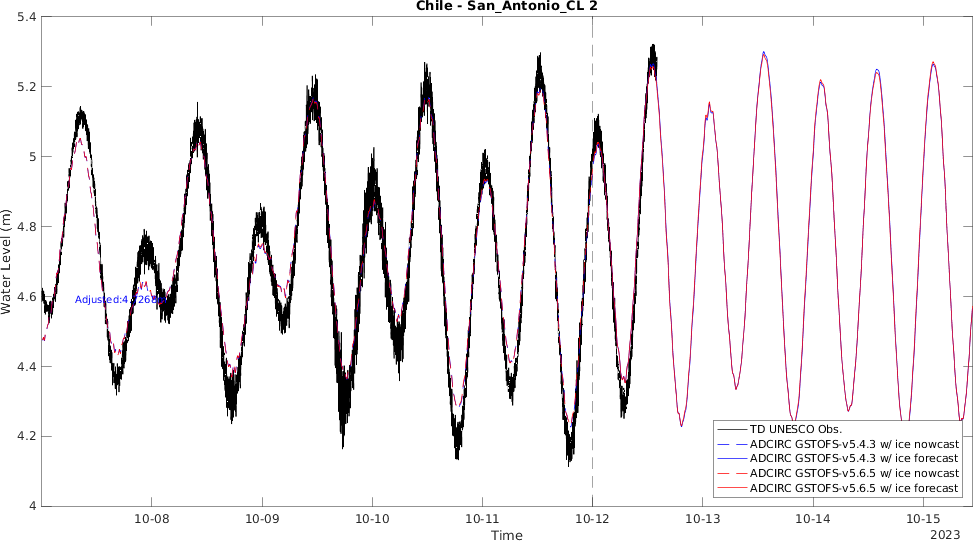 Chile - San_Antonio_CL 2
Water Level (m)
5.4
5.2
5
4.8
4.6
4.4
4.2
4
TD UNESCO Obs.
ADCIRC GSTOFS-v5.4.3 w/ ice nowcast
ADCIRC GSTOFS-v5.4.3 w/ ice forecast
ADCIRC GSTOFS-v5.6.5 w/ ice nowcast
ADCIRC GSTOFS-v5.6.5 w/ ice forecast
10-08
10-09
10-10
10-11
10-12
10-13
10-14
10-15
Time
2023